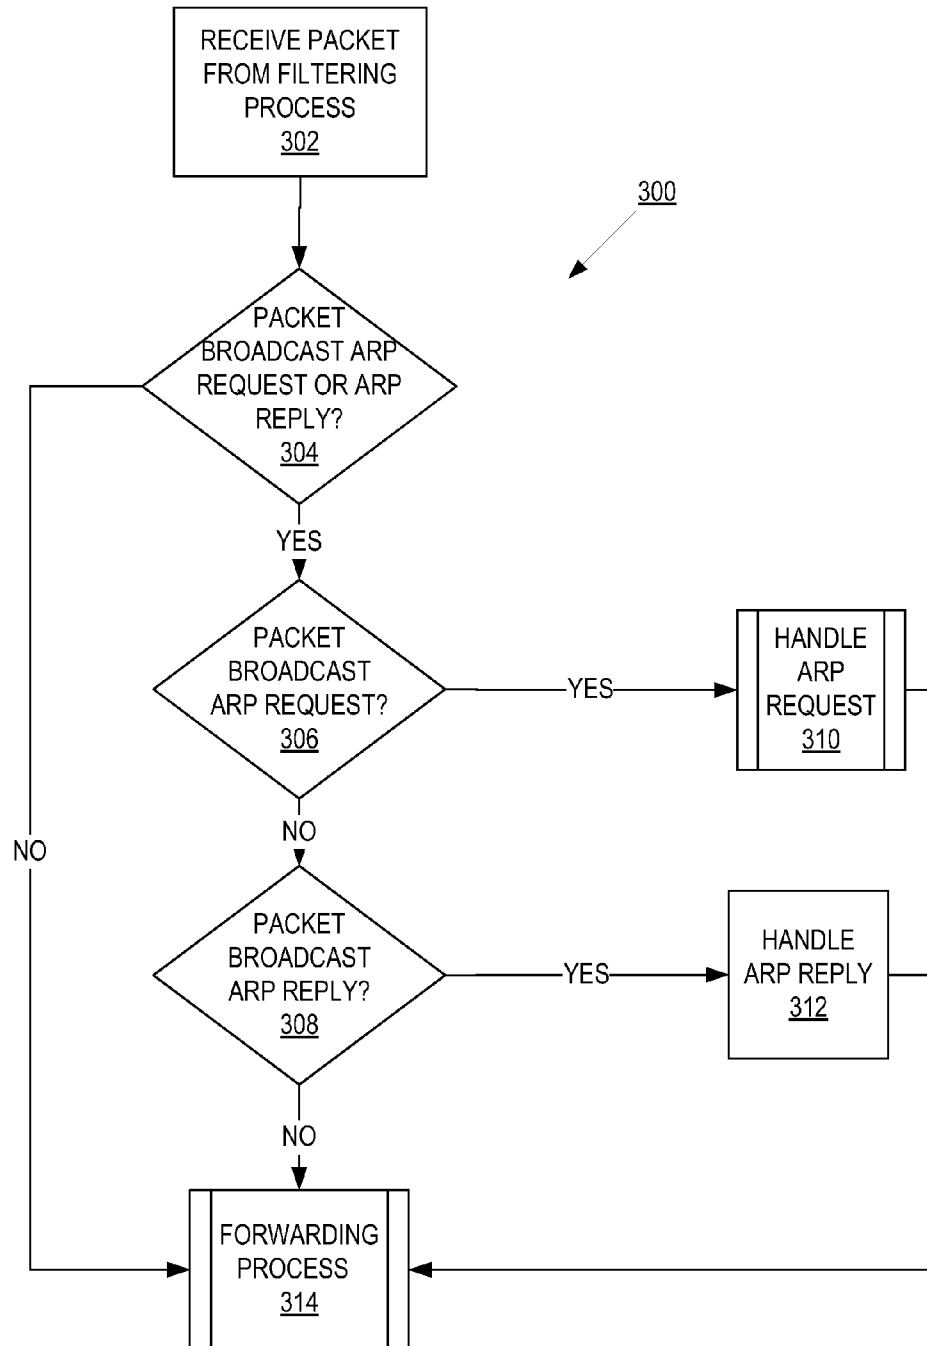 RECEIVE PACKET
FROM FILTERING
PROCESS
302
300
PACKET
BROADCAST ARP
REQUEST OR ARP
REPLY?
304
YES
PACKET
BROADCAST
ARP REQUEST?
306
YES
HANDLE
ARP
REQUEST
310
NO
NO
PACKET
BROADCAST
ARP REPLY?
308
YES
HANDLE
ARP REPLY
312
NO
FORWARDING
PROCESS
314